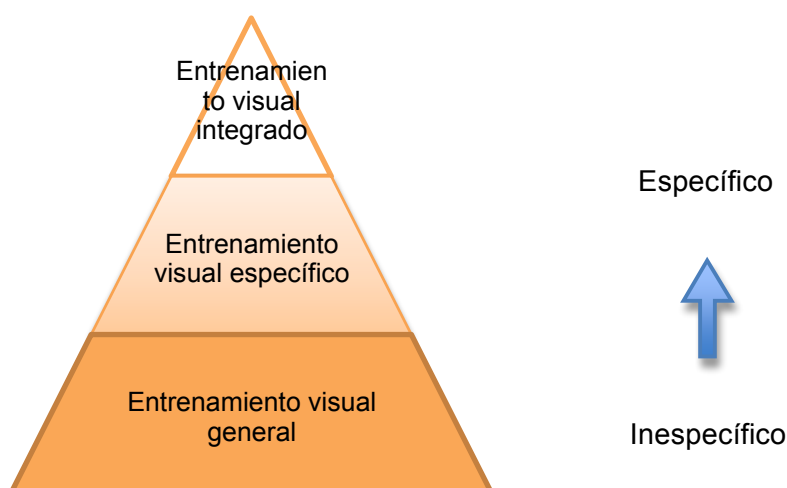 Entrenamien
to visual
integrado
Específico
Entrenamiento
visual específico
Entrenamiento visual
general
Inespecífico